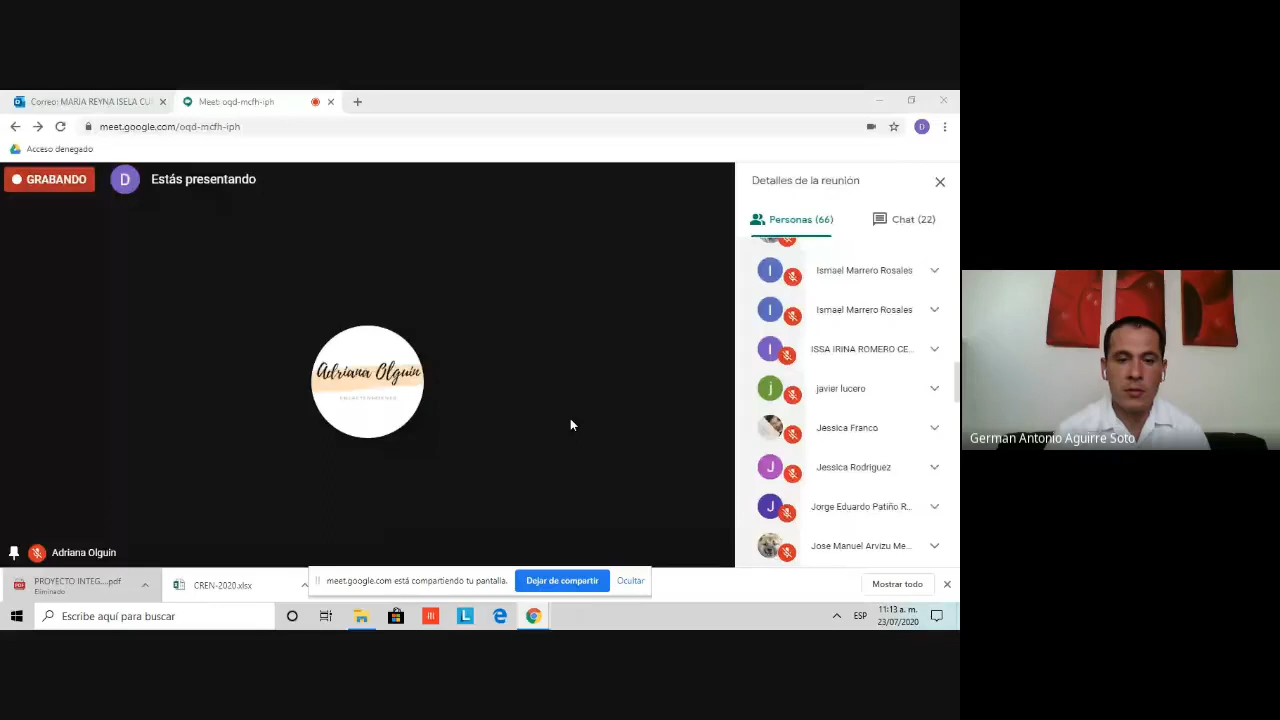 Correo: MARIA REYNA ISELA CU
Meet: oqd-mcfh-iph
meet.google.com/oqd-mcfh-iph
Acceso denegado
GRABANDO
D
Estás presentando
Detalles de la reunión
Personas (66)
Chat (22)
I
Ismael Marrero Rosales
I
Ismael Marrero Rosales
I
ISSA IRINA ROMERO CE...
j
javier lucero
Jessica Franco
J
Jessica Rodriguez
J
Jorge Eduardo Patiño R...
Jose Manuel Arvizu Me...
Adriana Olguin
Adriana Olguin
German Antonio Aguirre Soto
PROYECTO INTEG....pdf
Eliminado
CREN-2020.xlsx
meet.google.com está compartiendo tu pantalla.
Dejar de compartir
Ocultar
Mostrar todo
Escribe aquí para buscar
L
ESP
11:13 a. m.
23/07/2020